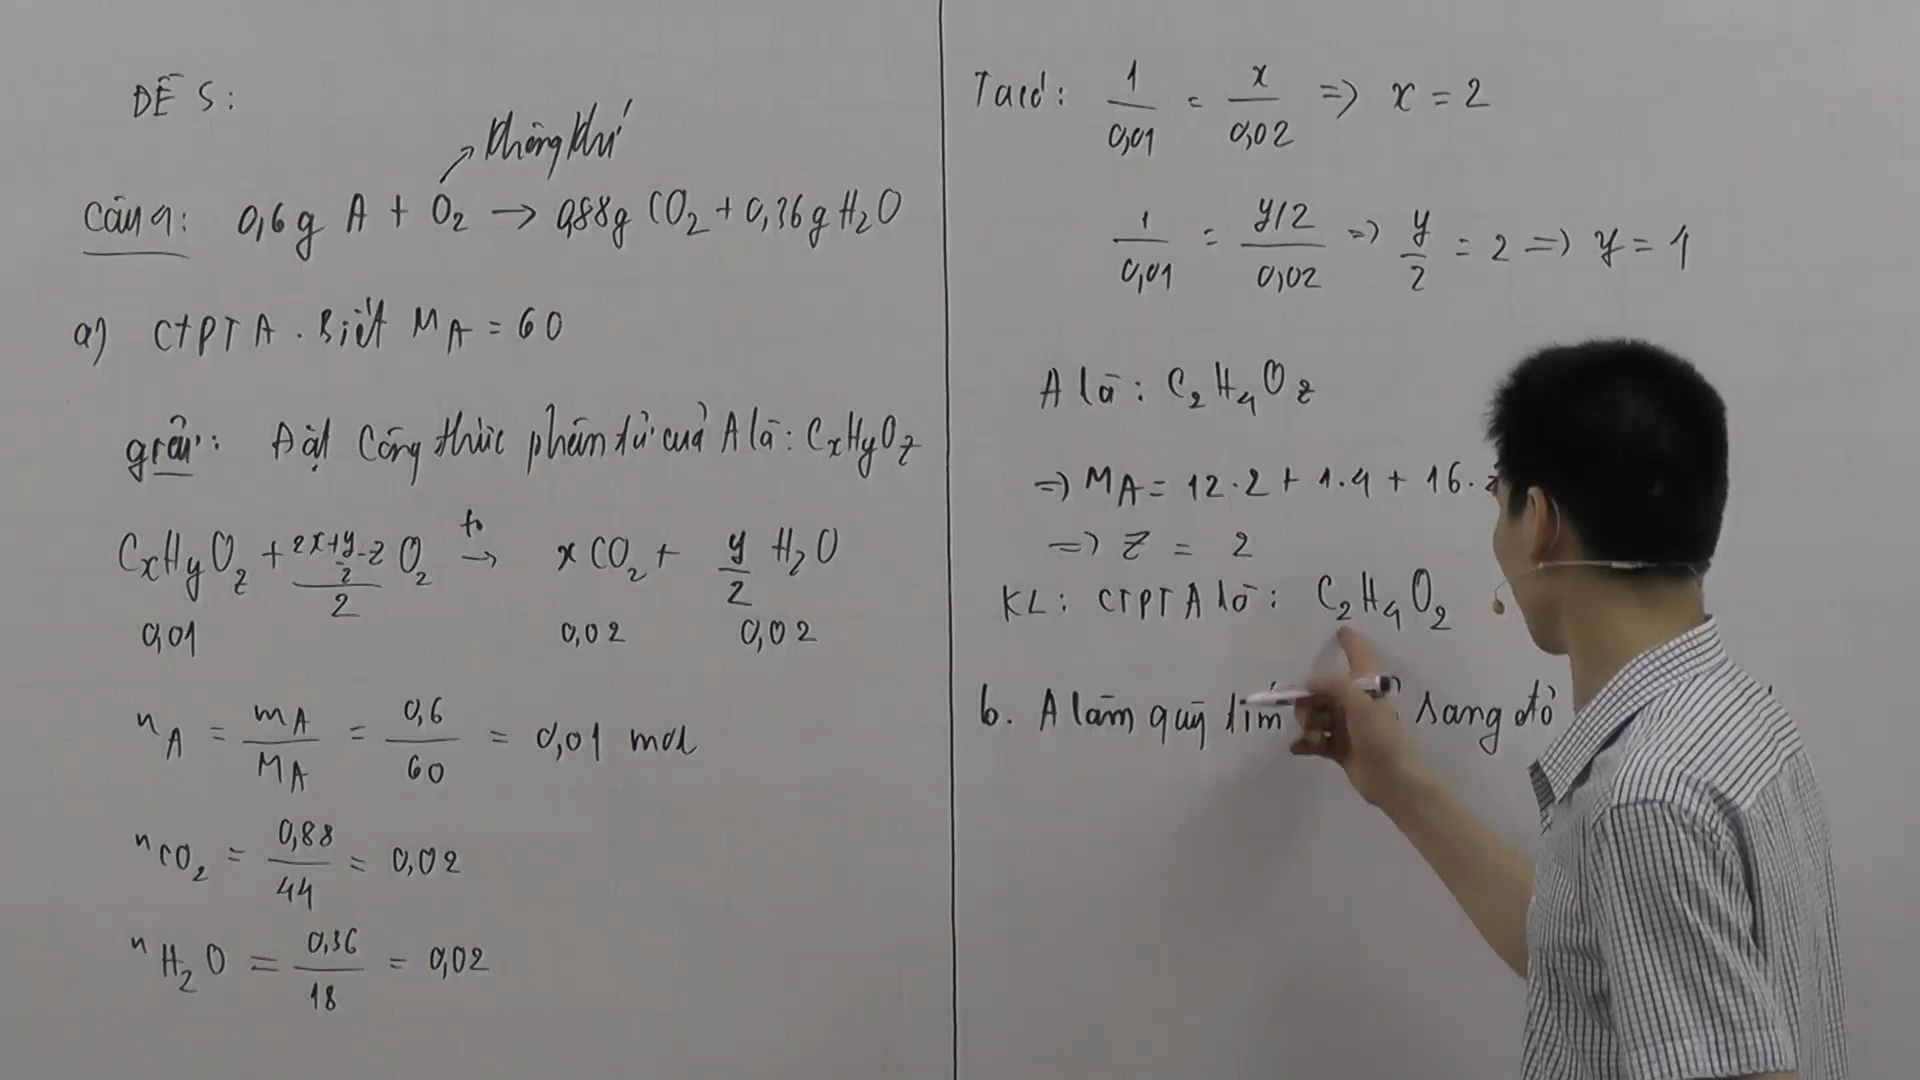 ĐỀ 5:
Không khí
Câu 4: 0,6g A + O2 → 0,88g CO2 + 0,36g H2O
a) CTPT A. Biết MA = 60
giải: Đặt Công thức phân tử của A là: CxHyOz
CxHyOz + (2x + y/2 - z)/2 O2 →(t°) x CO2 + y/2 H2O
0,01 0,02 0,02
nA = mA/MA = 0,6/60 = 0,01 mol
nCO2 = 0,88/44 = 0,02
nH2O = 0,36/18 = 0,02
Ta có: 1/0,01 = x/0,02 => x = 2
1/0,01 = y/2/0,02 => y/2 = 2 => y = 4
A là: C2H4Oz
=> MA = 12.2 + 1.4 + 16.
=> z = 2
KL: CTPT A là: C2H4O2
b. A làm quỳ tím sang đỏ